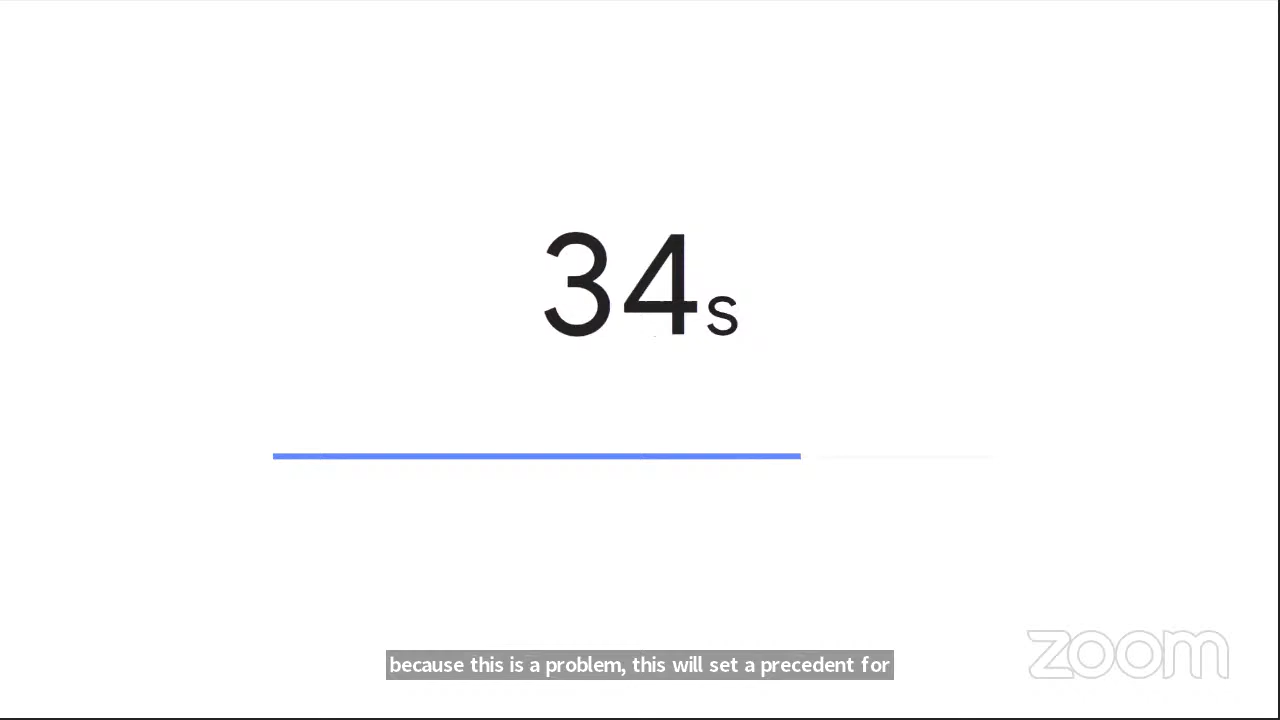 34s
because this is a problem, this will set a precedent for
zoom